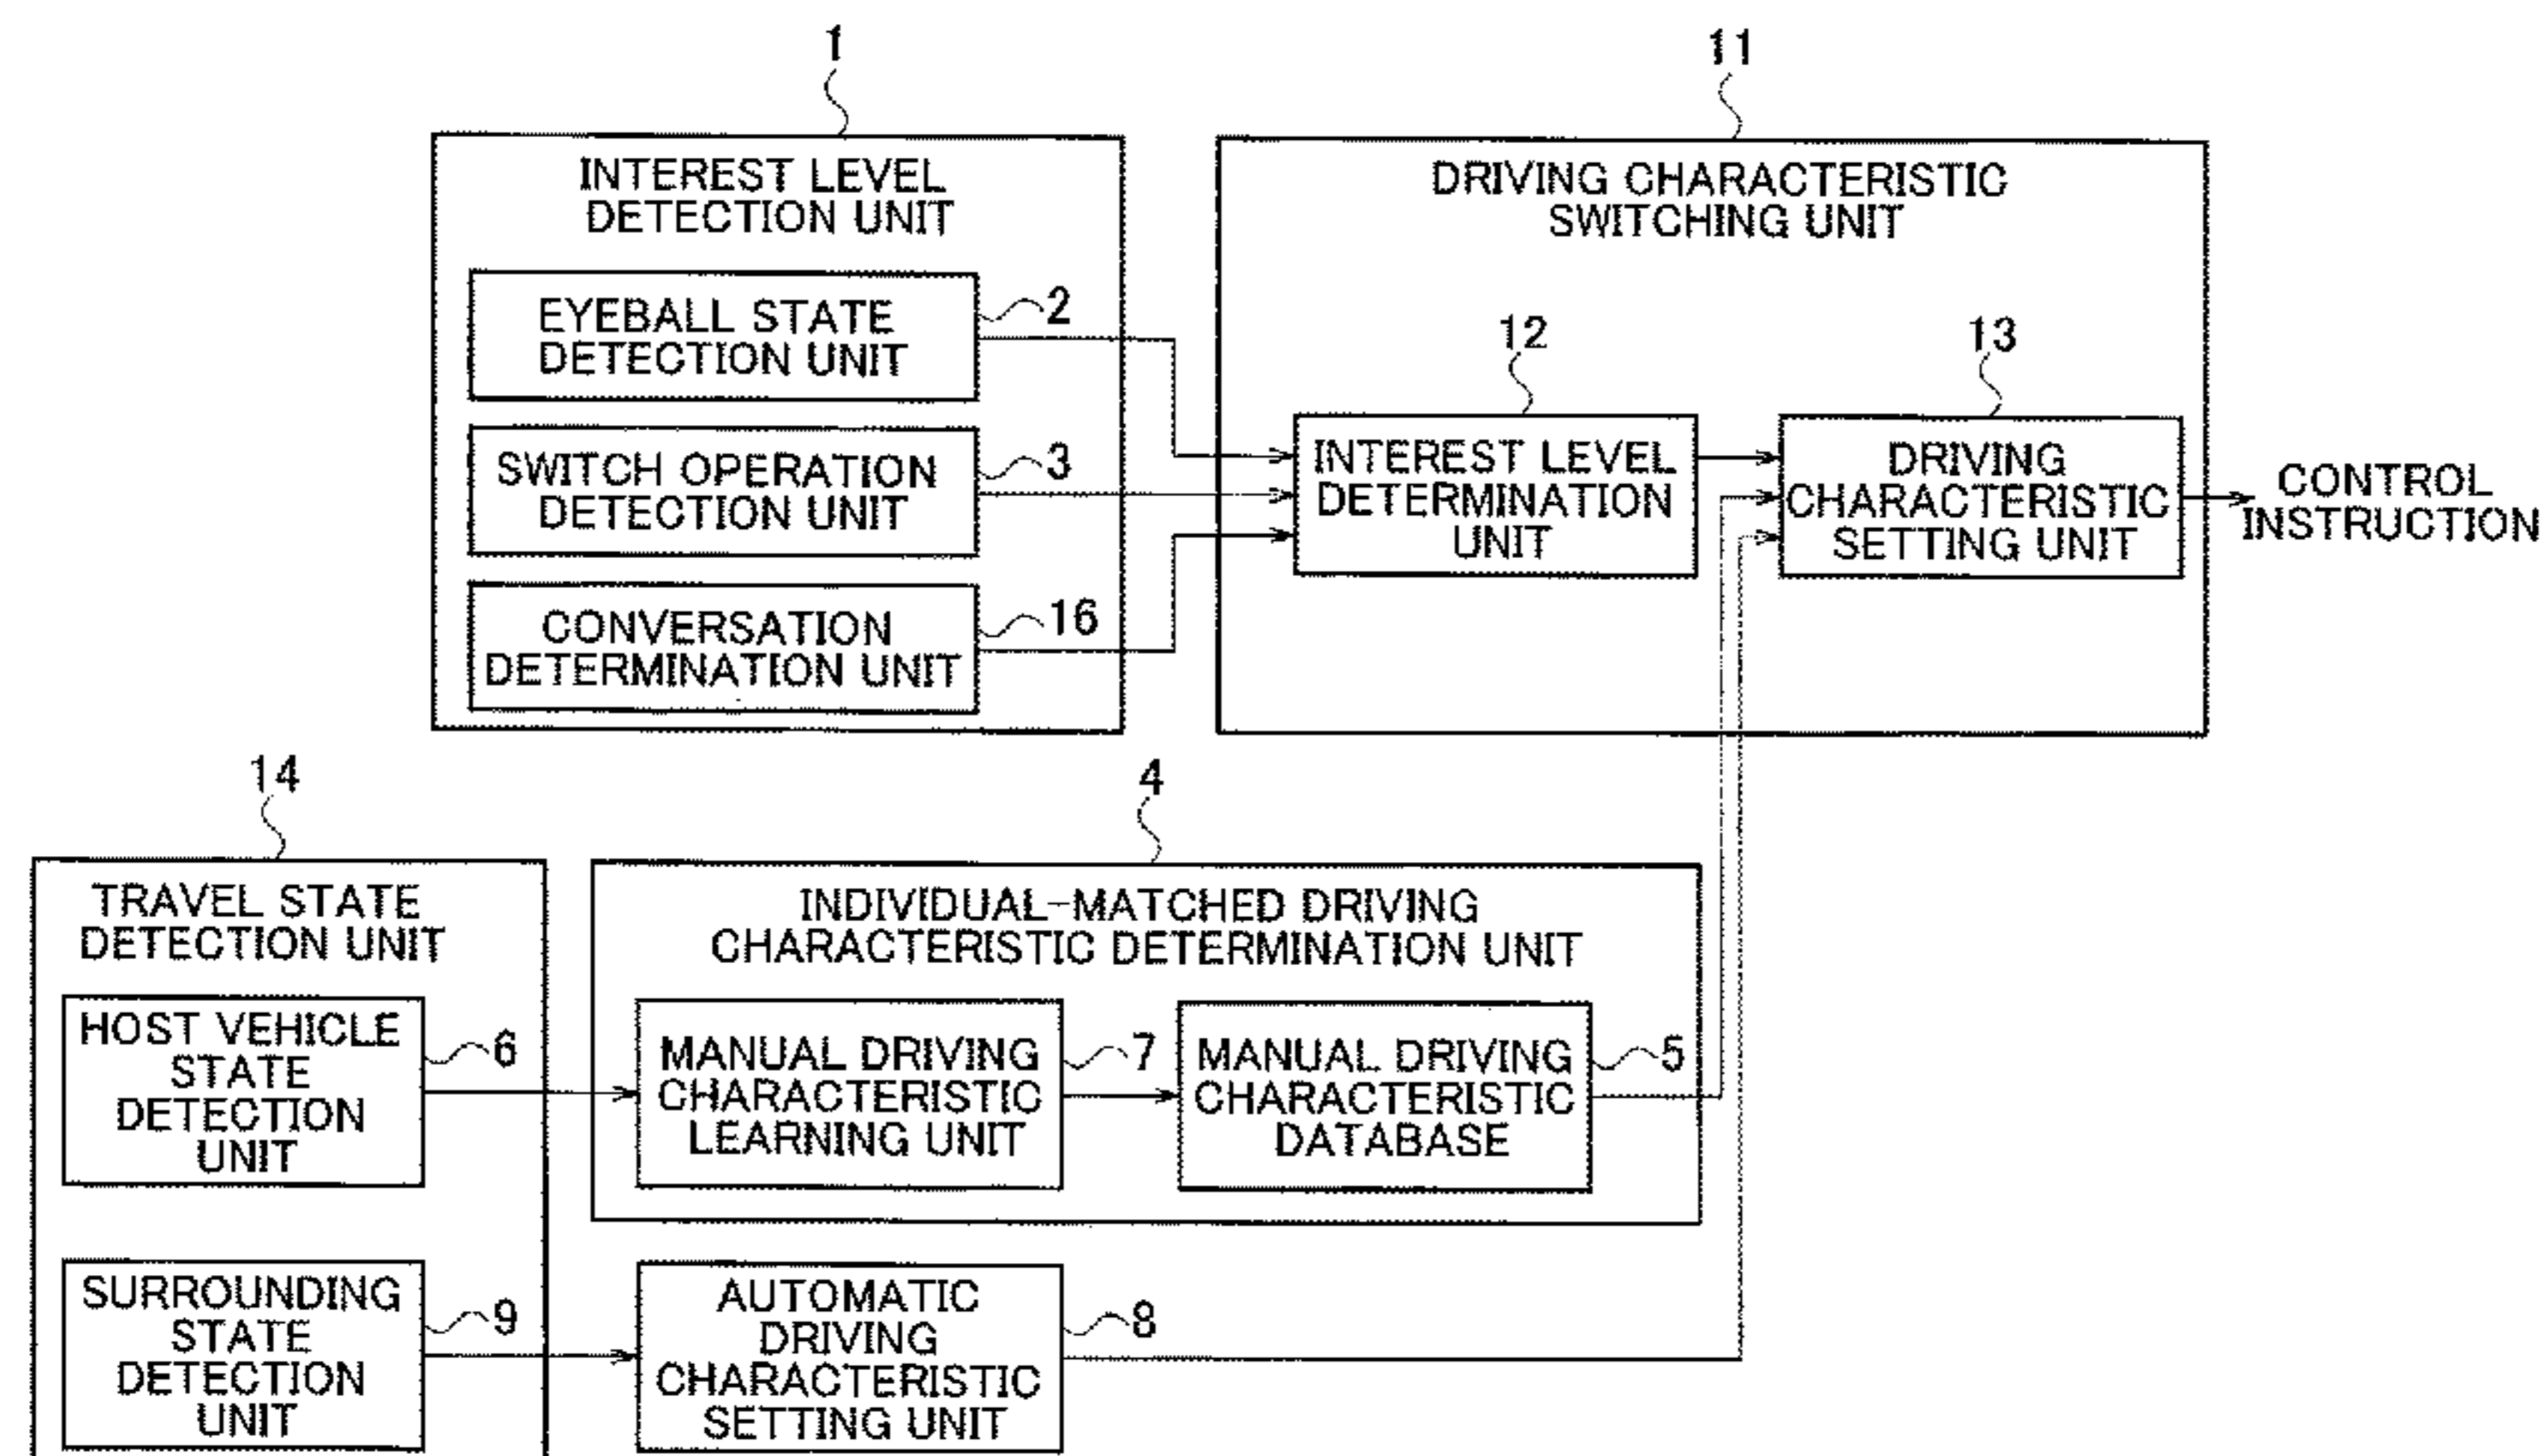 1
11
INTEREST LEVEL
DETECTION UNIT
DRIVING CHARACTERISTIC
SWITCHING UNIT
EYEBALL STATE
DETECTION UNIT
2
SWITCH OPERATION
DETECTION UNIT
3
CONVERSATION
DETERMINATION UNIT
16
12
INTEREST LEVEL
DETERMINATION
UNIT
13
DRIVING
CHARACTERISTIC
SETTING UNIT
CONTROL
INSTRUCTION
14
TRAVEL STATE
DETECTION UNIT
HOST VEHICLE
STATE
DETECTION
UNIT
6
4
INDIVIDUAL-MATCHED DRIVING
CHARACTERISTIC DETERMINATION UNIT
MANUAL DRIVING
CHARACTERISTIC
LEARNING UNIT
7
MANUAL DRIVING
CHARACTERISTIC
DATABASE
5
SURROUNDING
STATE
DETECTION
UNIT
9
AUTOMATIC
DRIVING
CHARACTERISTIC
SETTING UNIT
8